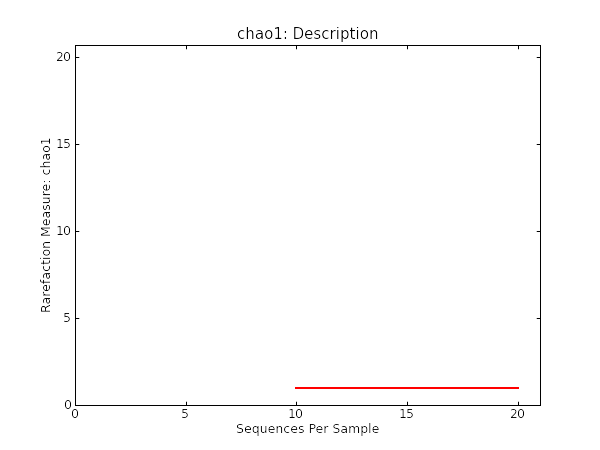 chao1: Description
20
15
10
5
0
Rarefaction Measure: chao1
0 5 10 15 20
Sequences Per Sample